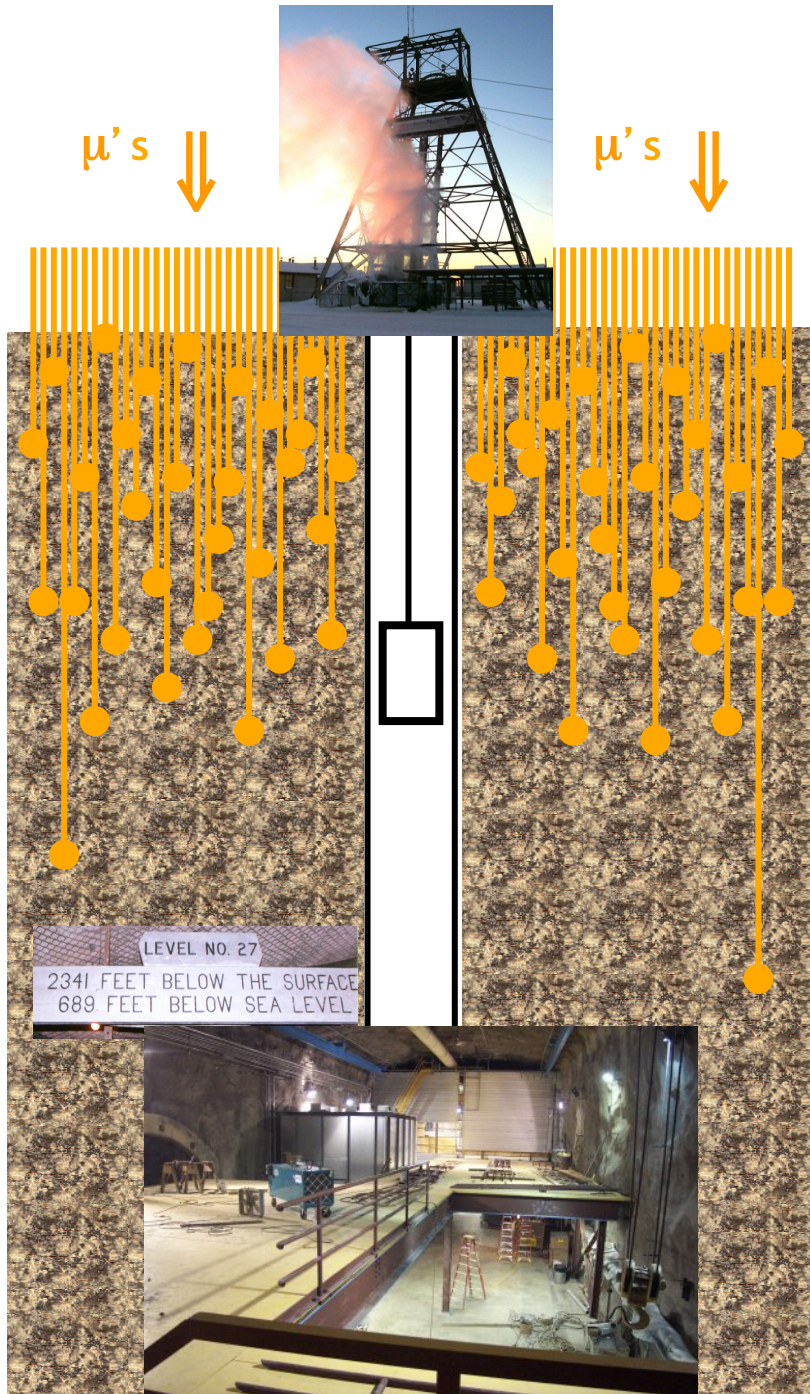 μ's
μ's
LEVEL NO. 27
2341 FEET BELOW THE SURFACE
689 FEET BELOW SEA LEVEL